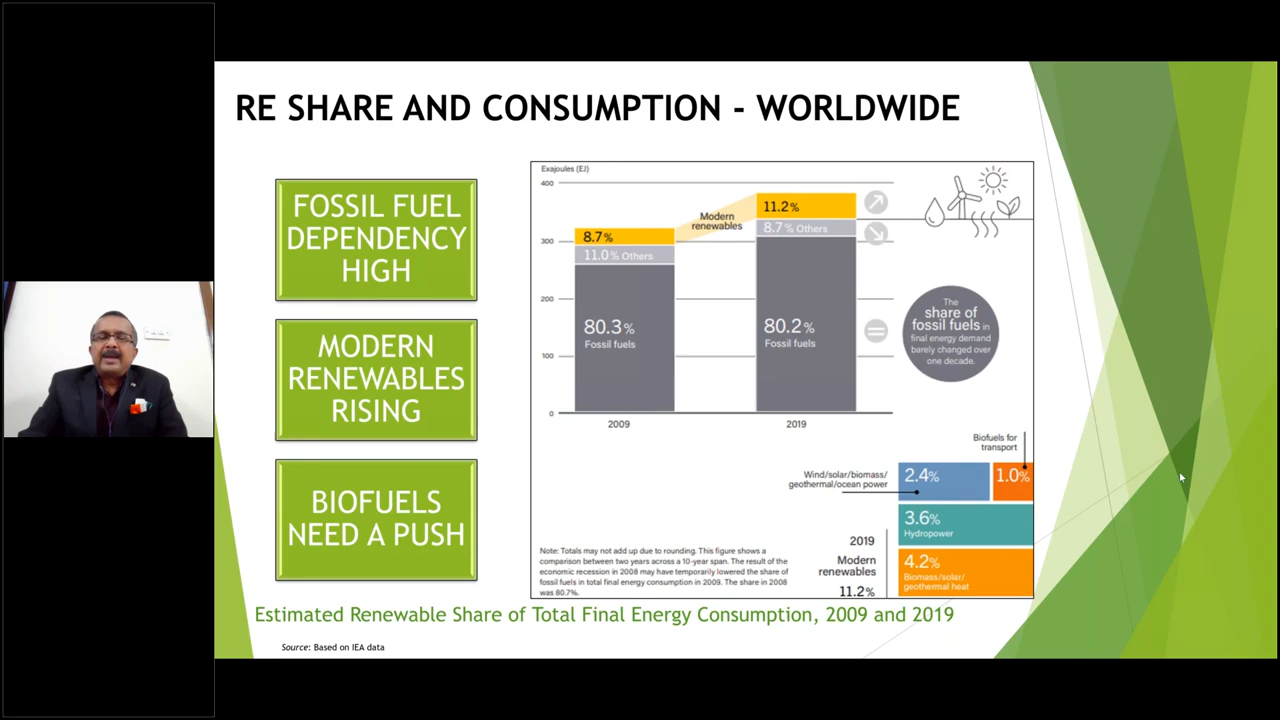 RE SHARE AND CONSUMPTION - WORLDWIDE
FOSSIL FUEL
DEPENDENCY
HIGH
MODERN
RENEWABLES
RISING
BIOFUELS
NEED A PUSH
Exajoules (EJ)
400
300
200
100
0
8.7%
11.0% Others
80.3%
Fossil fuels
2009
Modern
renewables
11.2%
8.7% Others
80.2%
Fossil fuels
2019
The
share of
fossil fuels in
final energy demand
barely changed over
one decade.
Biofuels for
transport
Wind/solar/biomass/
geothermal/ocean power
2.4%
1.0%
3.6%
Hydropower
4.2%
Biomass/solar/
geothermal heat
2019
Modern
renewables
11.2%
Note: Totals may not add up due to rounding. This figure shows a
comparison between two years across a 10-year span. The result of the
economic recession in 2008 may have temporarily lowered the share of
fossil fuels in total final energy consumption in 2009. The share in 2008
was 80.7%.
Estimated Renewable Share of Total Final Energy Consumption, 2009 and 2019
Source: Based on IEA data